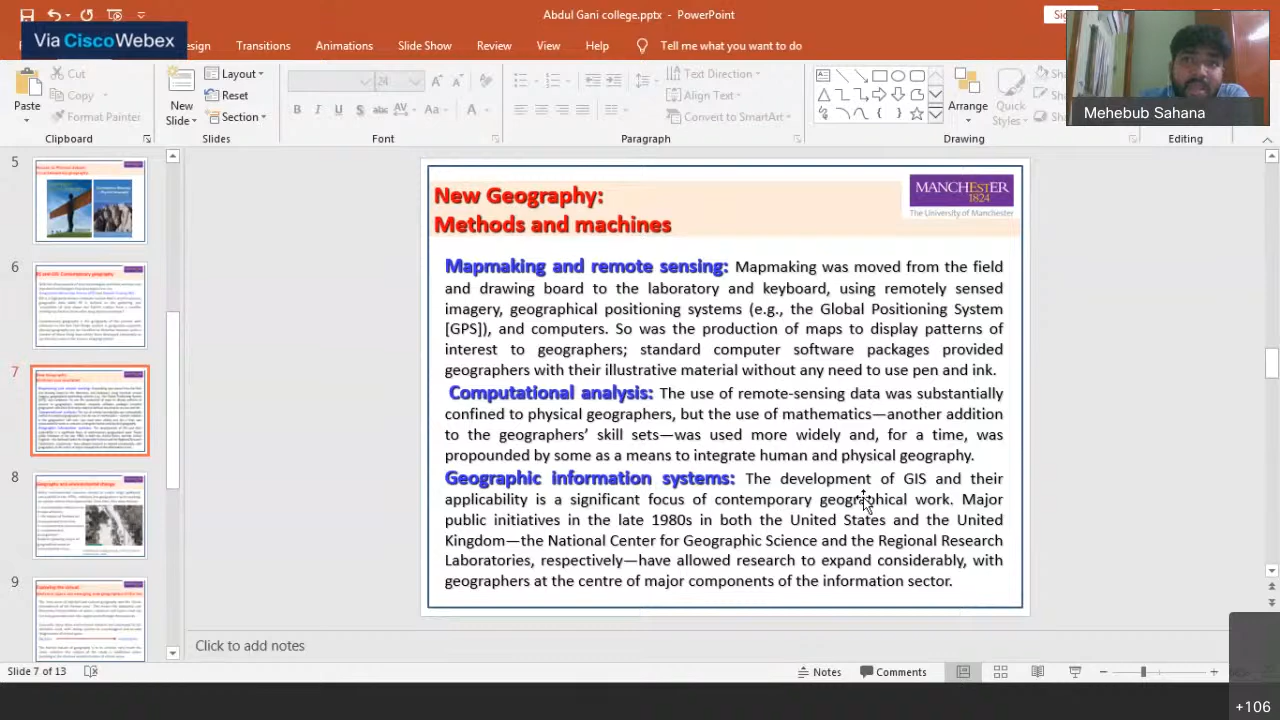 Abdul Gani college.pptx - PowerPoint
Via CiscoWebex
Transitions Animations Slide Show Review View Help Tell me what you want to do
Cut
Copy
Format Painter
Paste
Clipboard
New
Slide
Layout
Reset
Section
Slides
24
Font
Text Direction
Align Text
Convert to SmartArt
Paragraph
Arrange
Quick
Styles
Drawing
Editing
Mehebub Sahana
5
6
7
8
9
New Geography:
Methods and machines
MANCHESTER
1824
The University of Manchester
Mapmaking and remote sensing: Mapmaking was moved from the field
and drawing board to the laboratory and computer using remotely sensed
imagery, geographical positioning systems (e.g., the Global Positioning System
[GPS]), and computers. So was the production of maps to display patterns of
interest to geographers; standard computer software packages provided
geographers with their illustrative material without any need to use pen and ink.
Computational analysis: The use of remotely sensing data was substantially
confined to physical geographers, but the use of mathematics—another addition
to many geographers' skill sets—was used more widely and, for a time, was
propounded by some as a means to integrate human and physical geography.
Geographic information systems: The development of GIS and their
applicability is a significant focus of contemporary geographical work. Major
public initiatives in the late 1980s in both the United States and the United
Kingdom—the National Center for Geographic Sciences and the Regional Research
Laboratories, respectively—have allowed research to expand considerably, with
geographers at the centre of major components of the information revolution.
Click to add notes
Slide 7 of 13
Notes
Comments
+106